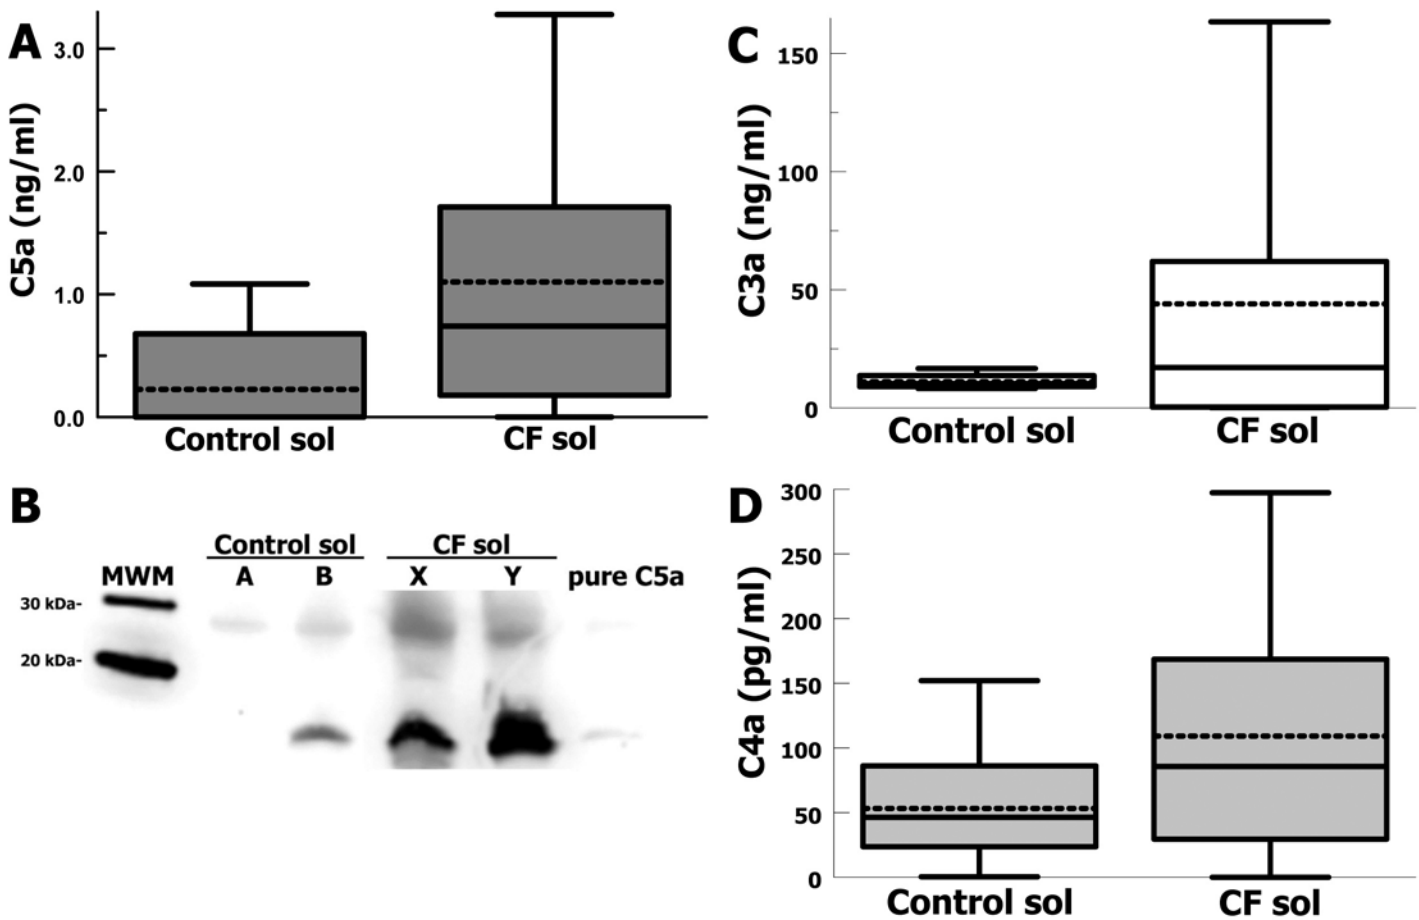 A
C5a (ng/ml)
3.0
2.0
1.0
0.0
Control sol
CF sol
C
C3a (ng/ml)
150
100
50
0
Control sol
CF sol
B
Control sol
CF sol
MWM
A
B
X
Y
pure C5a
30 kDa-
20 kDa-
D
C4a (pg/ml)
300
250
200
150
100
50
0
Control sol
CF sol